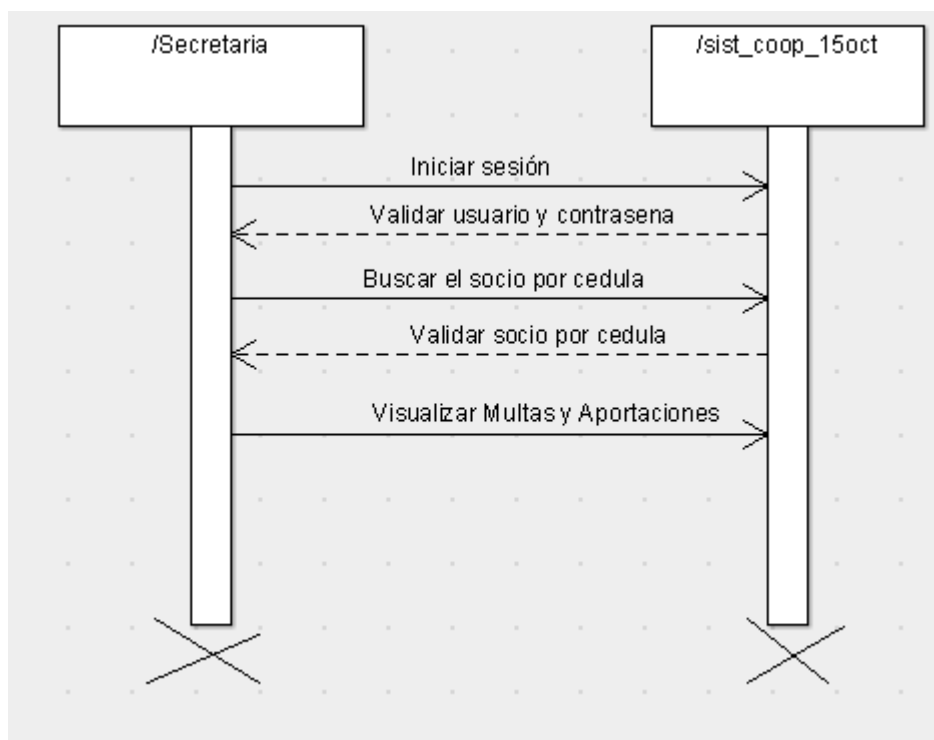 /Secretaria
/sist_coop_15oct
Iniciar sesión
Validar usuario y contrasena
Buscar el socio por cedula
Validar socio por cedula
Visualizar Multas y Aportaciones